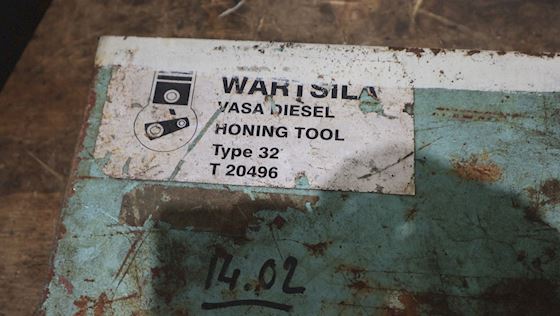 WARTSILA
VASA DIESEL
HONING TOOL
Type 32
T 20496
14.02